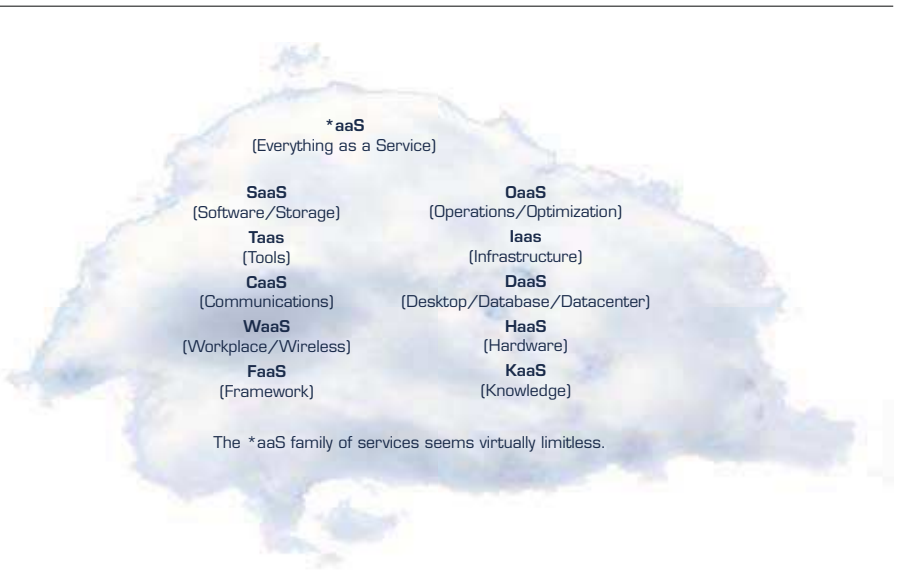 *aaS
(Everything as a Service)
SaaS
(Software/Storage)
Taas
(Tools)
CaaS
(Communications)
WaaS
(Workplace/Wireless)
FaaS
(Framework)
OaaS
(Operations/Optimization)
Iaas
(Infrastructure)
DaaS
(Desktop/Database/Datacenter)
HaaS
(Hardware)
KaaS
(Knowledge)
The *aaS family of services seems virtually limitless.